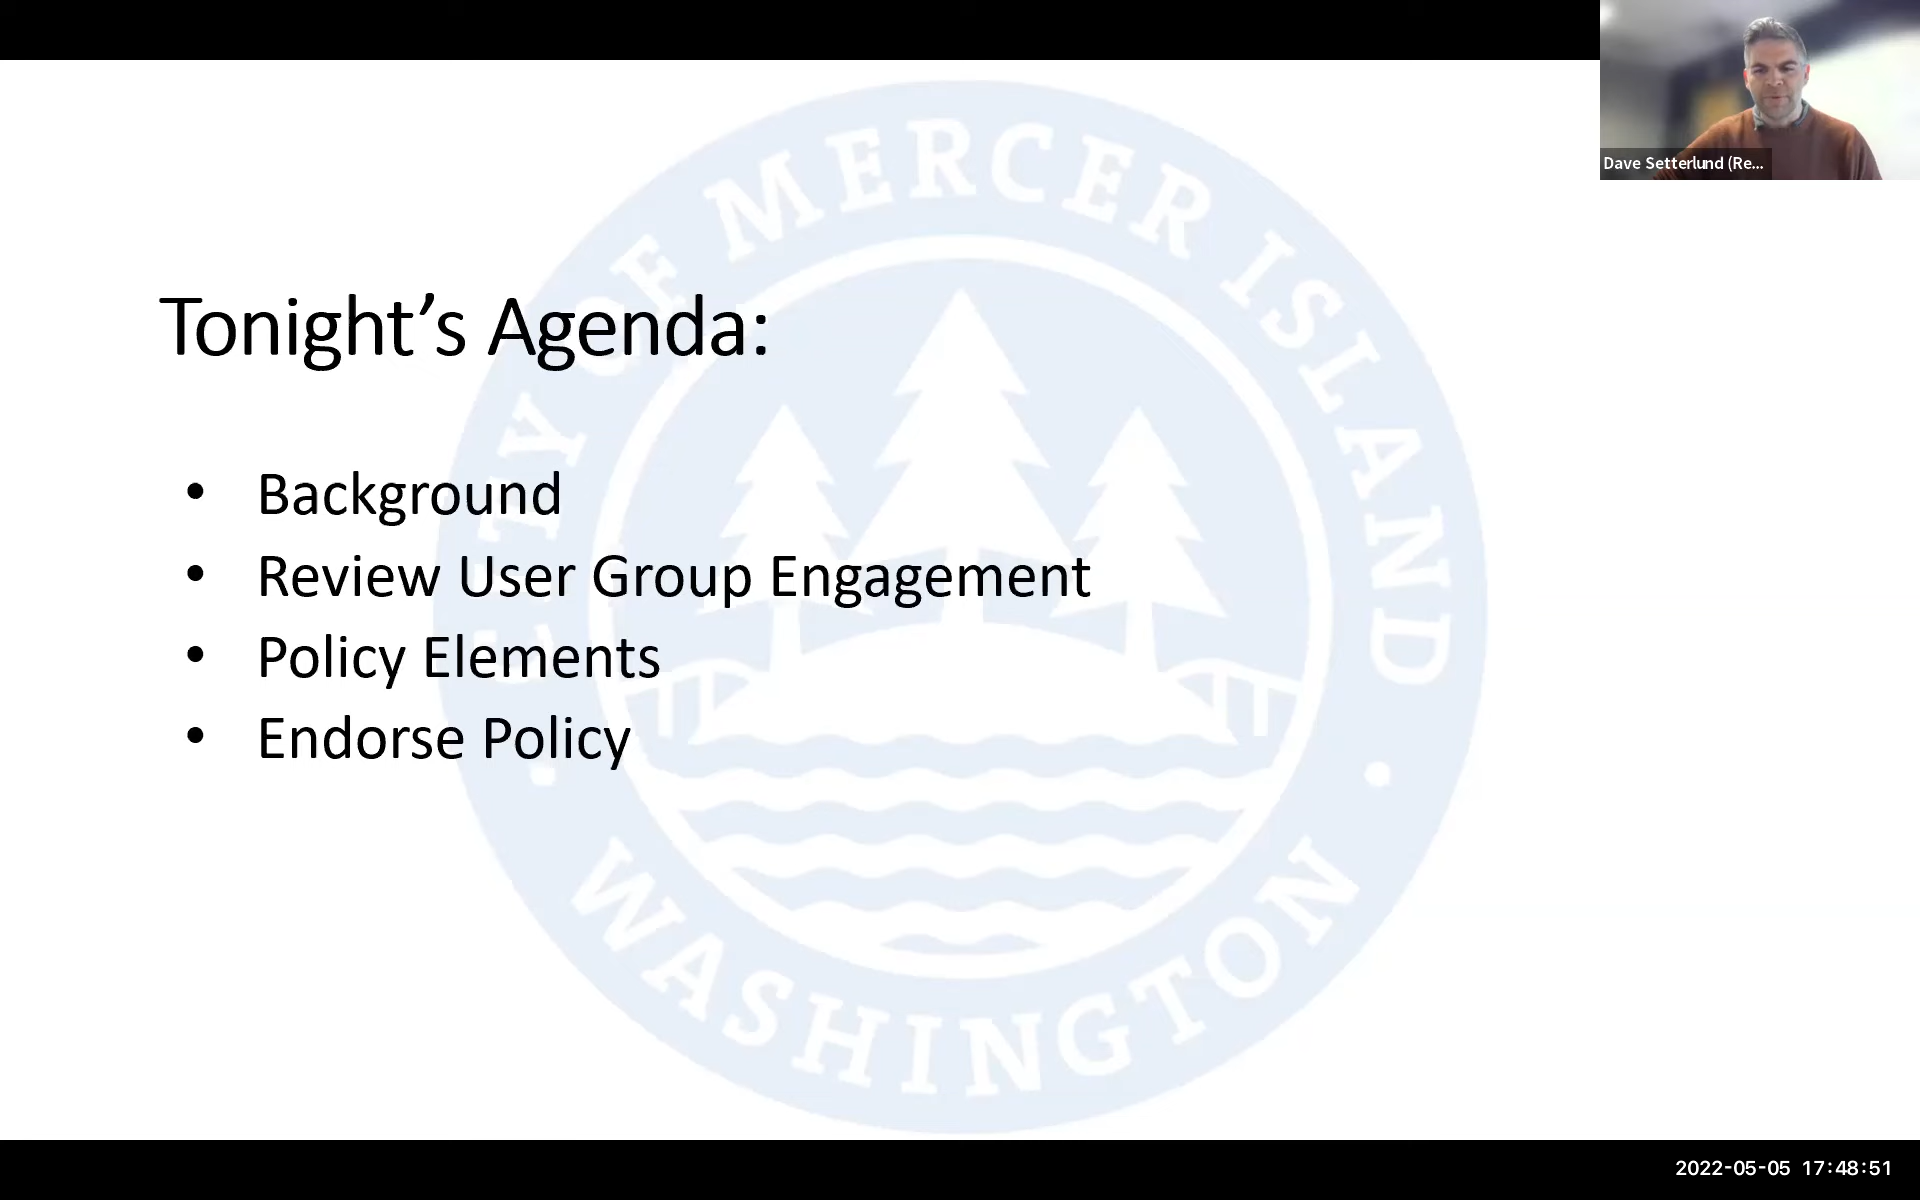 Dave Setterlund (Re...
CITY OF MERCER ISLAND
Tonight’s Agenda:
• Background
• Review User Group Engagement
• Policy Elements
• Endorse Policy
WASHINGTON
2022-05-05 17:48:51